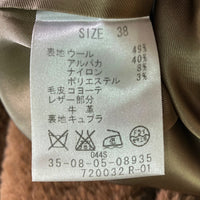 SIZE 38
表地 ウール 49%
アルパカ 40%
ナイロン 8%
ポリエステル 3%
毛皮 コヨーテ
レザー部分
牛 革
裏地 キュプラ
044S
35-08-05-08935
720032 R-01